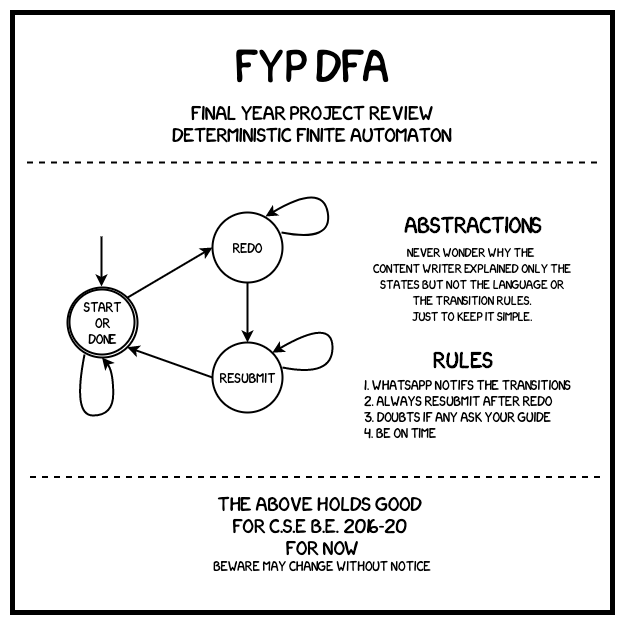 FYP DFA
FINAL YEAR PROJECT REVIEW
DETERMINISTIC FINITE AUTOMATON
START
OR
DONE
REDO
RESUBMIT
ABSTRACTIONS
NEVER WONDER WHY THE
CONTENT WRITER EXPLAINED ONLY THE
STATES BUT NOT THE LANGUAGE OR
THE TRANSITION RULES.
JUST TO KEEP IT SIMPLE.
RULES
1. WHATSAPP NOTIFS THE TRANSITIONS
2. ALWAYS RESUBMIT AFTER REDO
3. DOUBTS IF ANY ASK YOUR GUIDE
4. BE ON TIME
THE ABOVE HOLDS GOOD
FOR C.S.E B.E. 2016-20
FOR NOW
BEWARE MAY CHANGE WITHOUT NOTICE